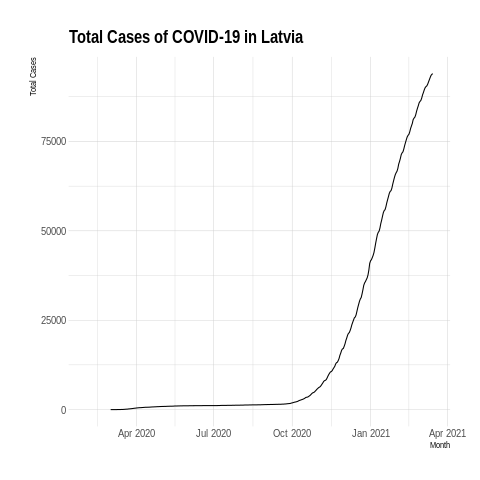 Total Cases of COVID-19 in Latvia
Total Cases
75000
50000
25000
0
Apr 2020 Jul 2020 Oct 2020 Jan 2021 Apr 2021
Month